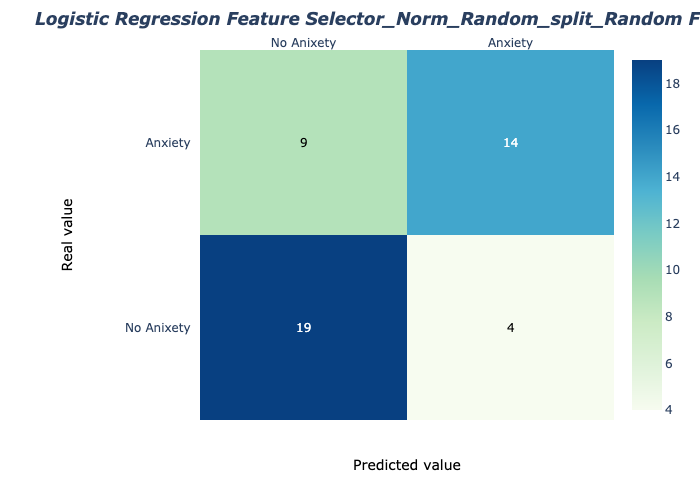 Logistic Regression Feature Selector_Norm_Random_split_Random F
No Anixety Anxiety
Anxiety 9 14 
No Anixety 19 4
18
16
14
12
10
8
6
4
Real value
Predicted value